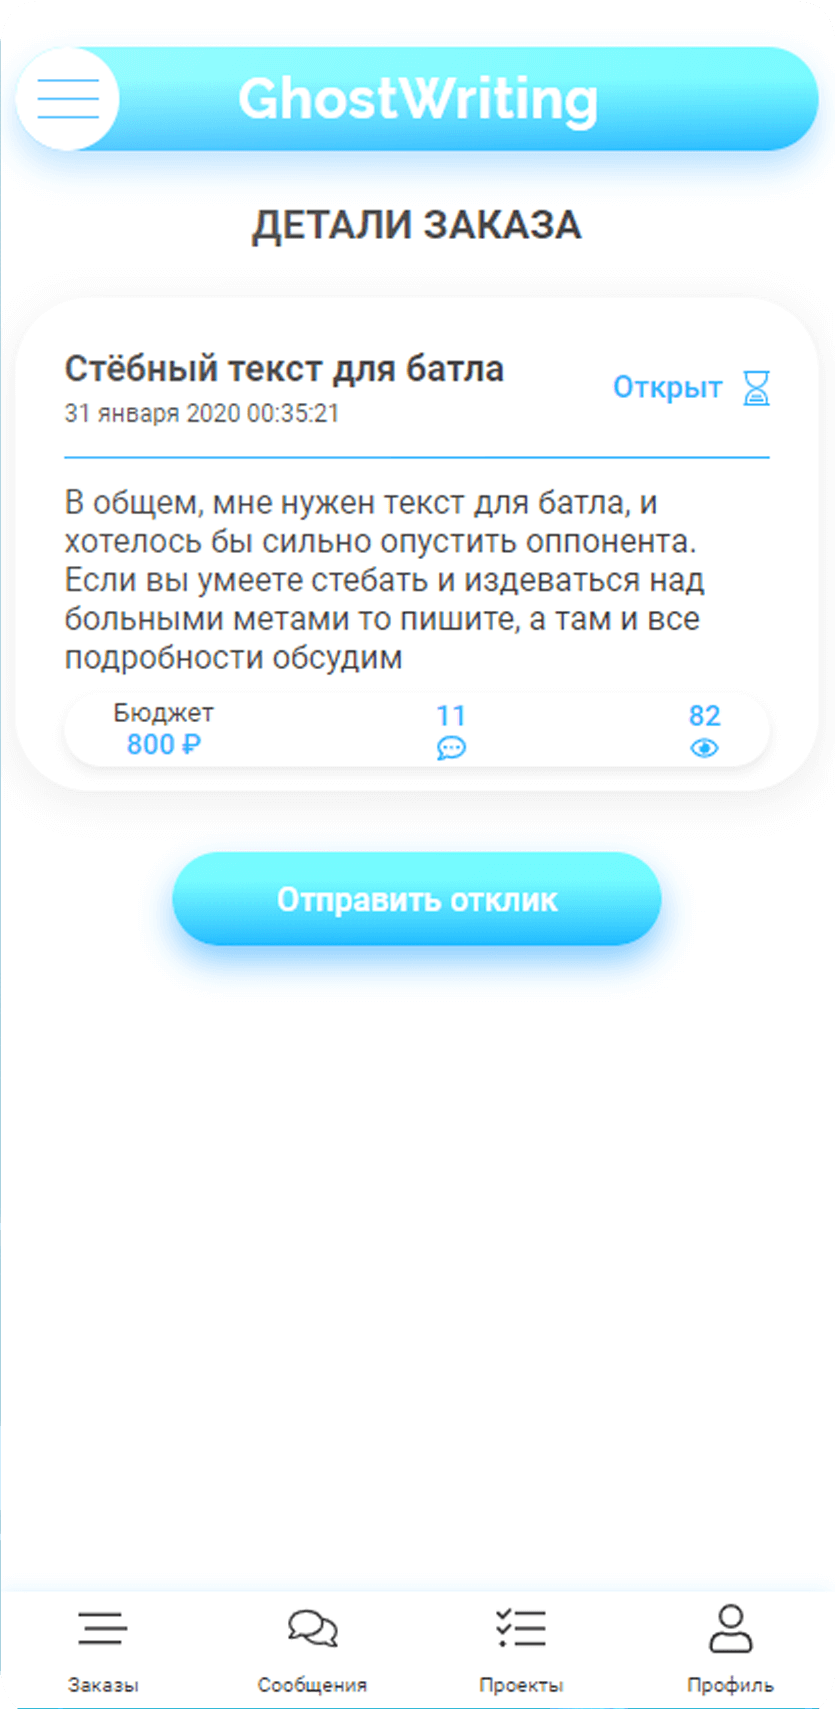 GhostWriting
ДЕТАЛИ ЗАКАЗА
Стёбный текст для батла
31 января 2020 00:35:21
Открыт
В общем, мне нужен текст для батла, и
хотелось бы сильно опустить оппонента.
Если вы умеете стебать и издеваться над
больными метами то пишите, а там и все
подробности обсудим
Бюджет
800 ₽
11
82
Отправить отклик
Заказы
Сообщения
Проекты
Профиль